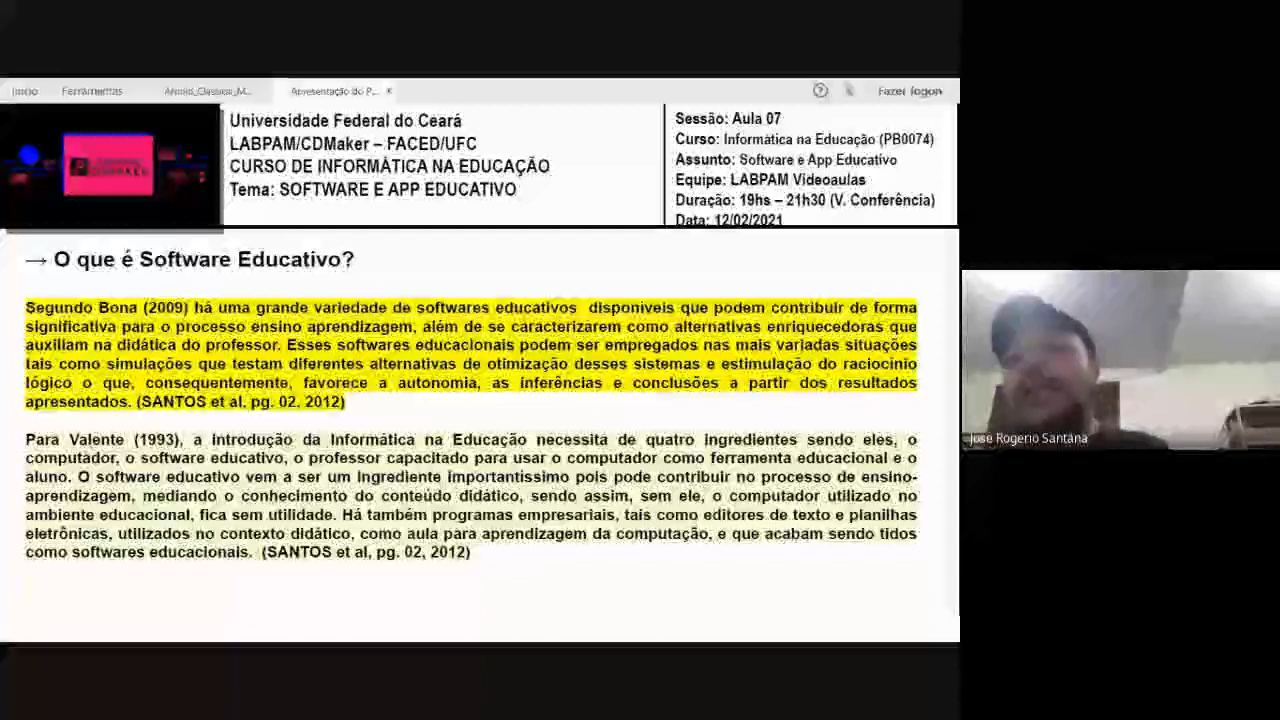 Início Ferramentas Arnold_Classico_M... Apresentação do P... × Fazer logon
Universidade Federal do Ceará
LABPAM/CDMaker – FACED/UFC
CURSO DE INFORMÁTICA NA EDUCAÇÃO
Tema: SOFTWARE E APP EDUCATIVO
Sessão: Aula 07
Curso: Informática na Educação (PB0074)
Assunto: Software e App Educativo
Equipe: LABPAM Videoaulas
Duração: 19hs – 21h30 (V. Conferência)
Data: 12/02/2021
→ O que é Software Educativo?
Segundo Bona (2009) há uma grande variedade de softwares educativos disponiveis que podem contribuir de forma
significativa para o processo ensino aprendizagem, além de se caracterizarem como alternativas enriquecedoras que
auxiliam na didática do professor. Esses softwares educacionais podem ser empregados nas mais variadas situações
tais como simulações que testam diferentes alternativas de otimização desses sistemas e estimulação do raciocínio
lógico o que, consequentemente, favorece a autonomia, as inferências e conclusões a partir dos resultados
apresentados. (SANTOS et al, pg. 02, 2012)
Para Valente (1993), a introdução da Informática na Educação necessita de quatro ingredientes sendo eles, o
computador, o software educativo, o professor capacitado para usar o computador como ferramenta educacional e o
aluno. O software educativo vem a ser um ingrediente importantissimo pois pode contribuir no processo de ensino-
aprendizagem, mediando o conhecimento do conteúdo didático, sendo assim, sem ele, o computador utilizado no
ambiente educacional, fica sem utilidade. Há também programas empresariais, tais como editores de texto e planilhas
eletrônicas, utilizados no contexto didático, como aula para aprendizagem da computação, e que acabam sendo tidos
como softwares educacionais. (SANTOS et al, pg. 02, 2012)
Jose Rogerio Santana